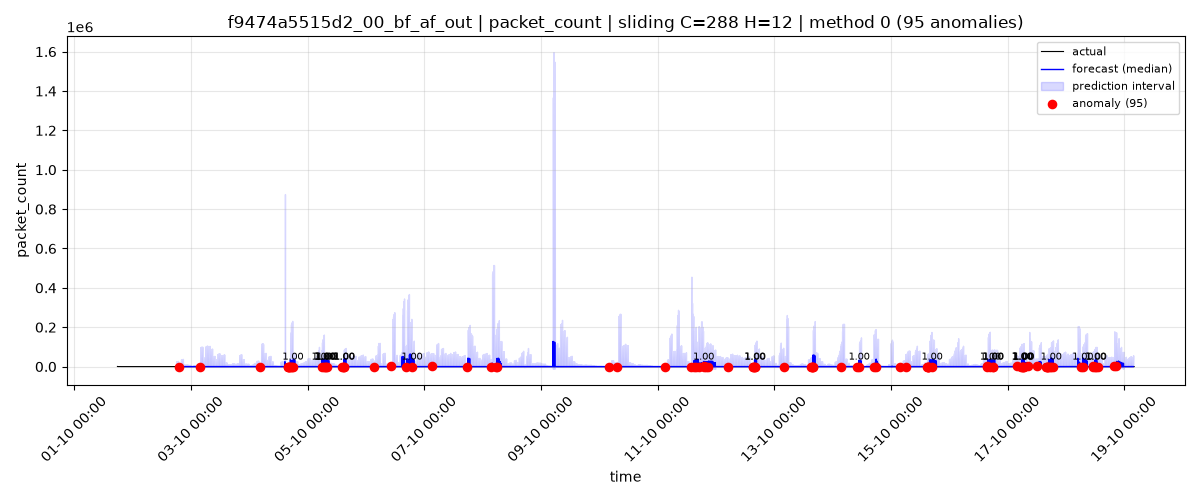 f9474a5515d2_00_bf_af_out | packet_count | sliding C=288 H=12 | method 0 (95 anomalies)
1e6
actual
forecast (median)
prediction interval
anomaly (95)
packet_count
1.6
1.4
1.2
1.0
0.8
0.6
0.4
0.2
0.0
1.00 1.00 1.00 1.00 1.00 1.00 1.00 1.00 1.00 1.00 1.00 1.00
01-10 00:00 03-10 00:00 05-10 00:00 07-10 00:00 09-10 00:00 11-10 00:00 13-10 00:00 15-10 00:00 17-10 00:00 19-10 00:00
time